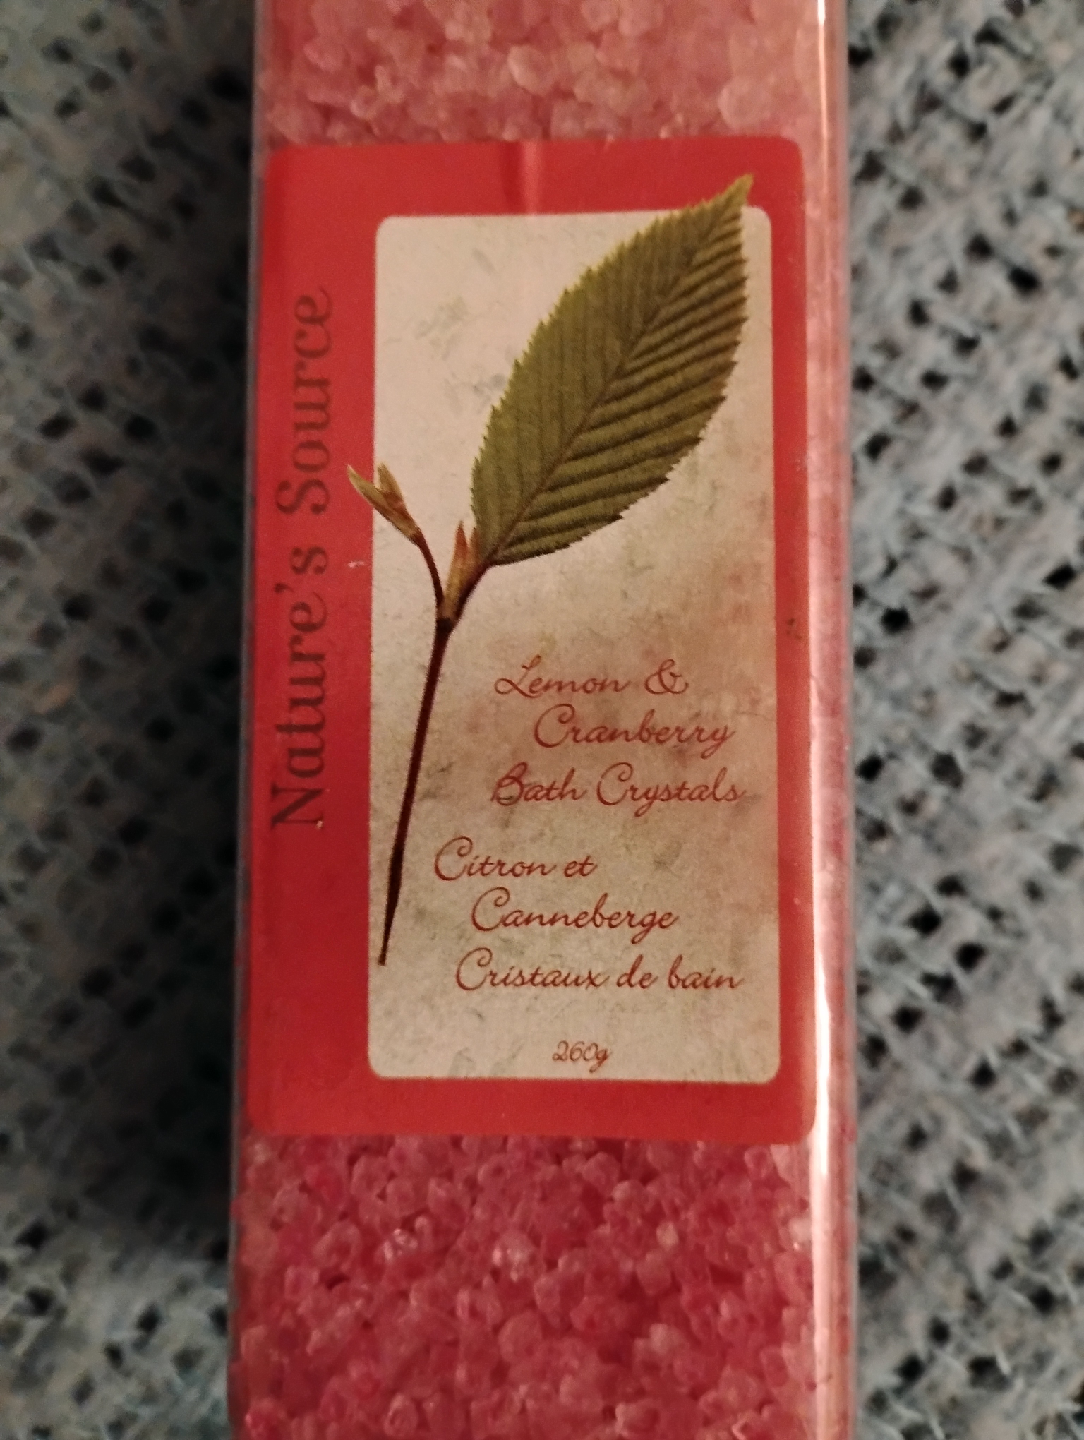 Nature's Source
Lemon &
Cranberry
Bath Crystals
Citron et
Canneberge
Cristaux de bain
260g